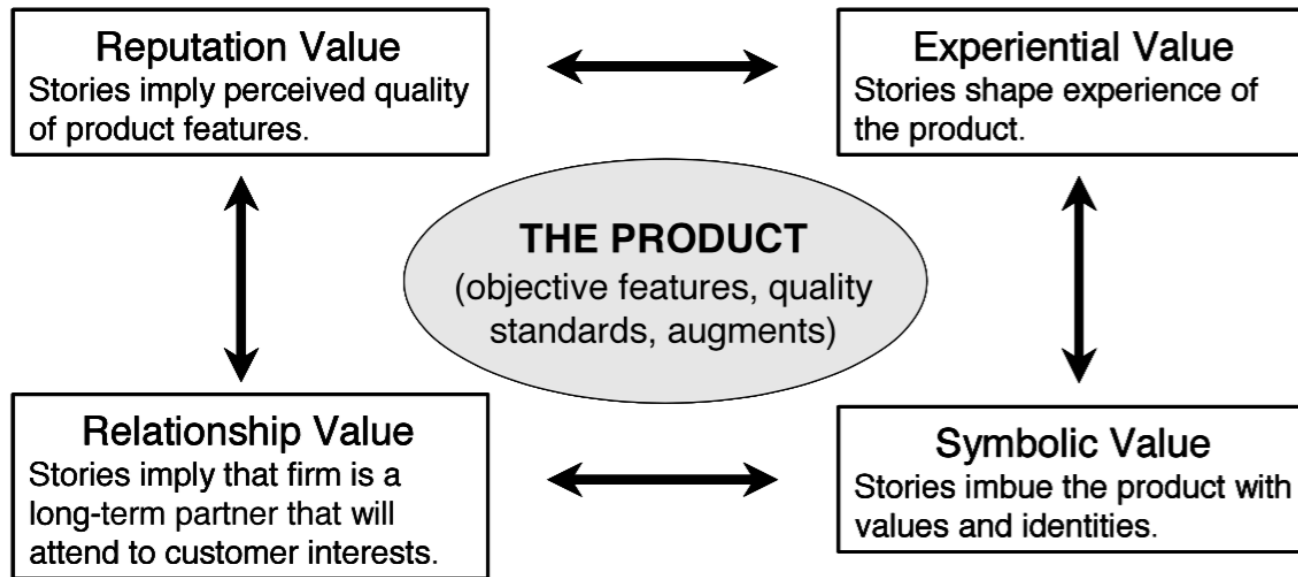 Reputation Value
Stories imply perceived quality
of product features.
Experiential Value
Stories shape experience of
the product.
THE PRODUCT
(objective features, quality
standards, augments)
Relationship Value
Stories imply that firm is a
long-term partner that will
attend to customer interests.
Symbolic Value
Stories imbue the product with
values and identities.